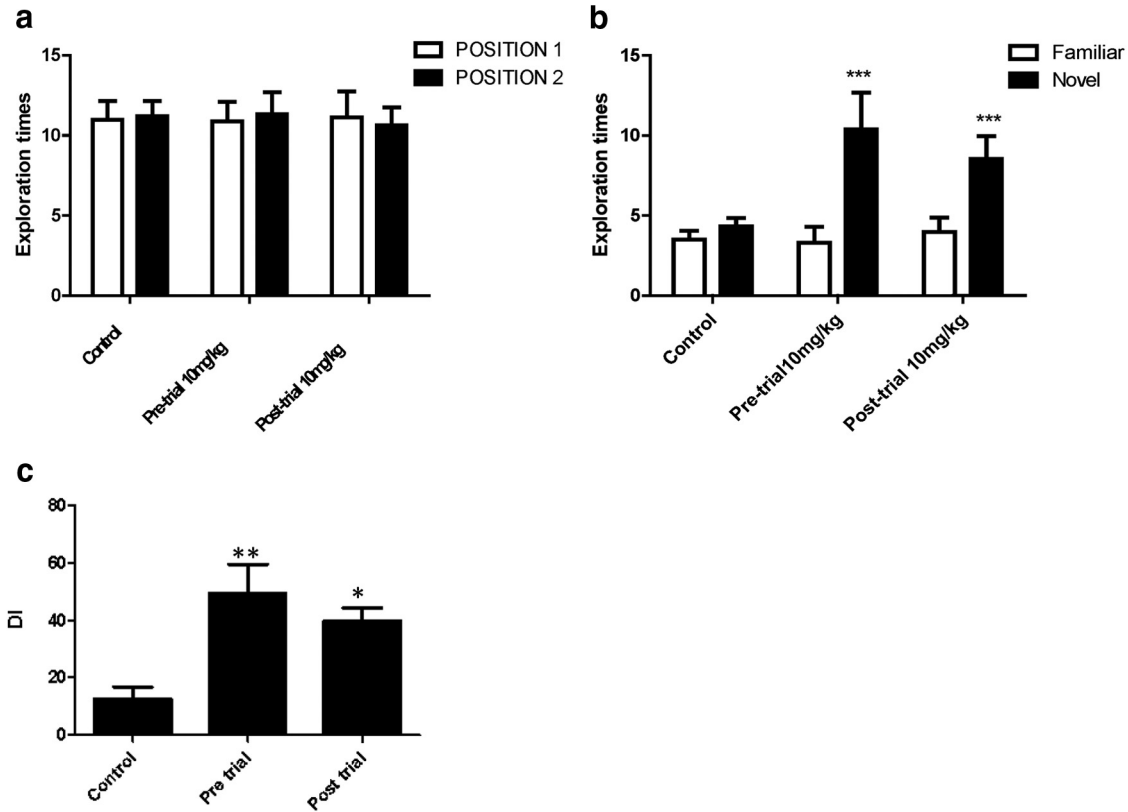 a
POSITION 1
POSITION 2
15
10
5
0
Exploration times
Control
Pre-trial 10mg/kg
Post-trial 10mg/kg
b
Familiar
Novel
15
10
5
0
Exploration times
***
***
Control
Pre-trial10mg/kg
Post-trial 10mg/kg
c
80
60
40
20
0
DI
**
*
Control
Pre trial
Post trial